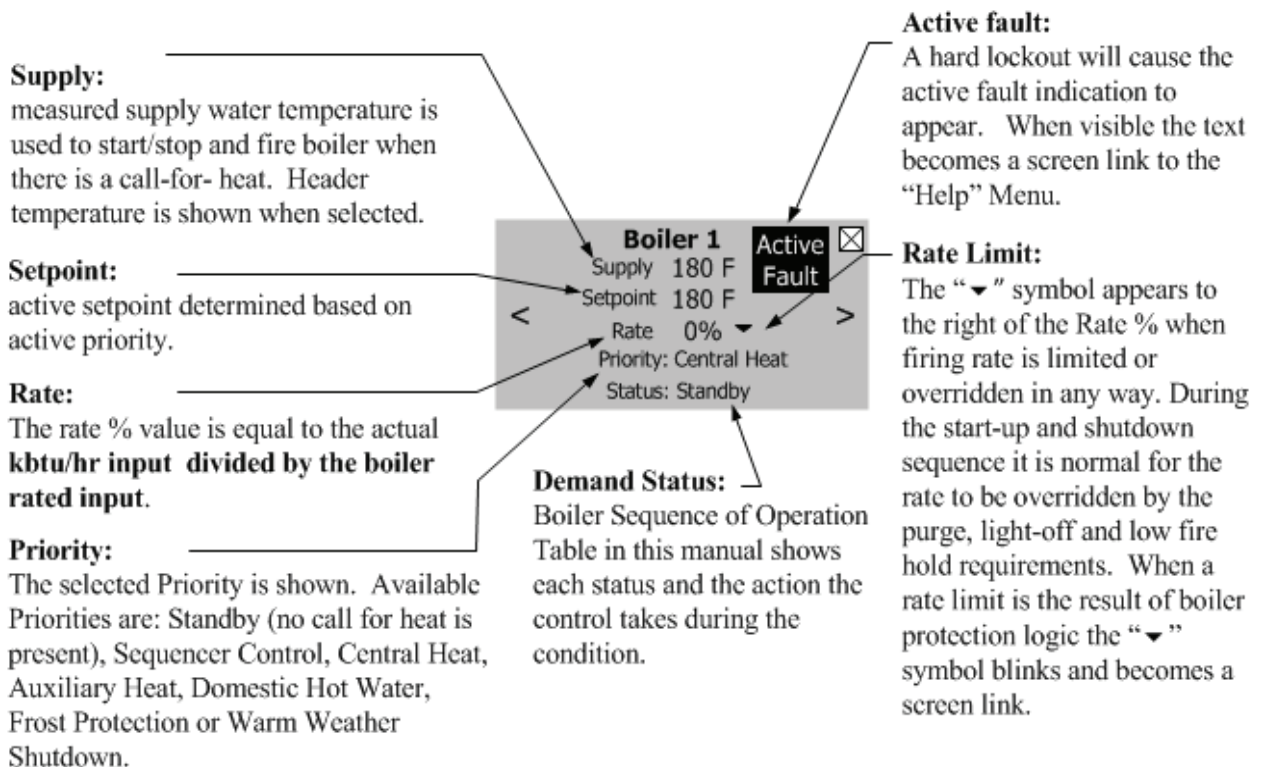 Supply:
measured supply water temperature is
used to start/stop and fire boiler when
there is a call-for- heat. Header
temperature is shown when selected.
Setpoint:
active setpoint determined based on
active priority.
Rate:
The rate % value is equal to the actual
kbtu/hr input divided by the boiler
rated input.
Priority:
The selected Priority is shown. Available
Priorities are: Standby (no call for heat is
present), Sequencer Control, Central Heat,
Auxiliary Heat, Domestic Hot Water,
Frost Protection or Warm Weather
Shutdown.
Boiler 1
Active
Fault
Supply 180 F
Setpoint 180 F
< >
Rate 0% ▾
Priority: Central Heat
Status: Standby
Demand Status:
Boiler Sequence of Operation
Table in this manual shows
each status and the action the
control takes during the
condition.
Active fault:
A hard lockout will cause the
active fault indication to
appear. When visible the text
becomes a screen link to the
“Help” Menu.
Rate Limit:
The “▾” symbol appears to
the right of the Rate % when
firing rate is limited or
overridden in any way. During
the start-up and shutdown
sequence it is normal for the
rate to be overridden by the
purge, light-off and low fire
hold requirements. When a
rate limit is the result of boiler
protection logic the “▾”
symbol blinks and becomes a
screen link.